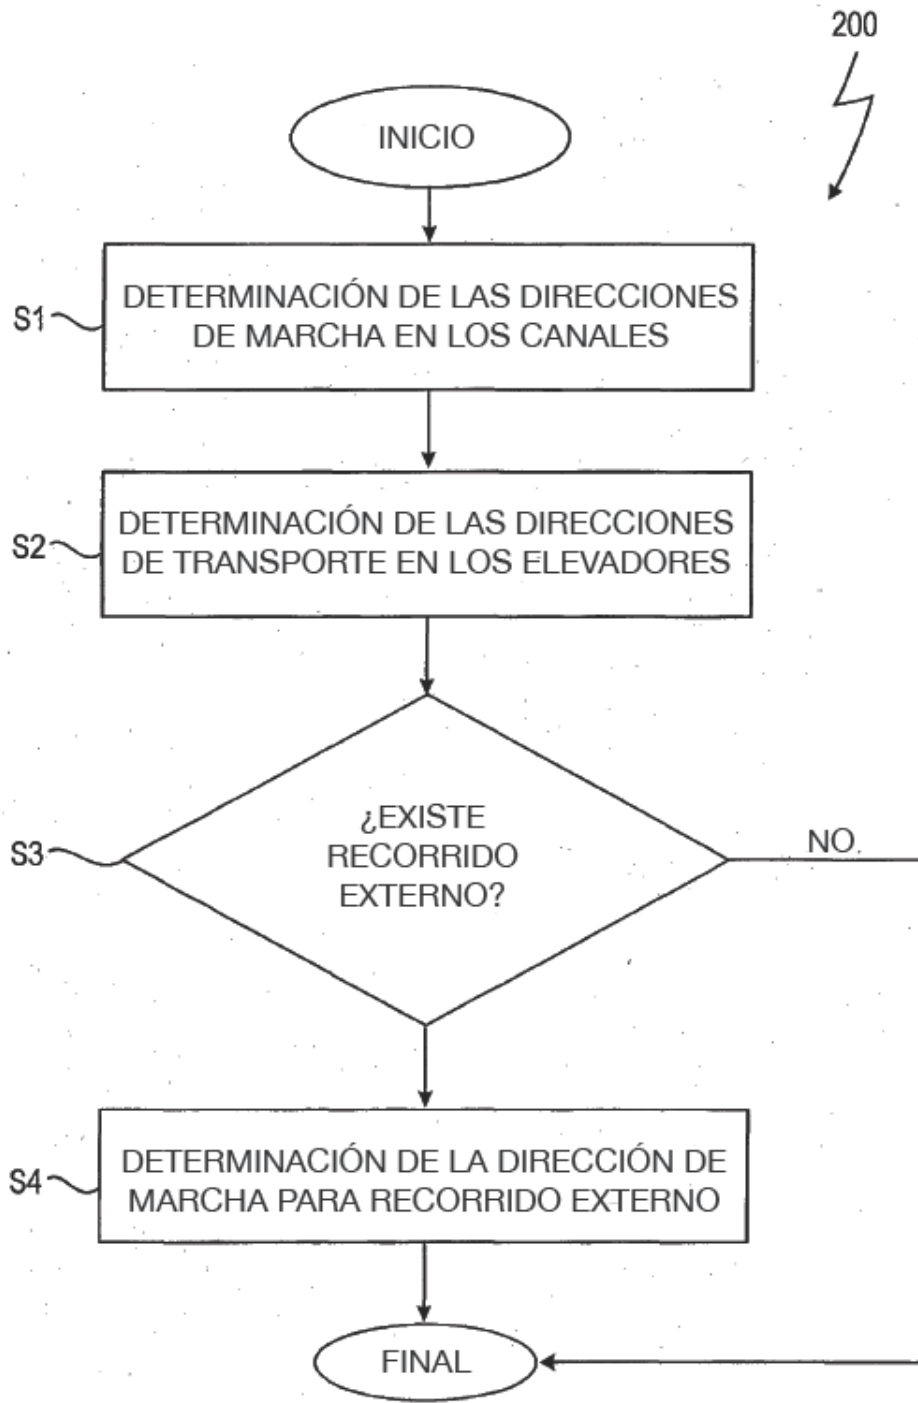 200
INICIO
S1
DETERMINACIÓN DE LAS DIRECCIONES
DE MARCHA EN LOS CANALES
S2
DETERMINACIÓN DE LAS DIRECCIONES
DE TRANSPORTE EN LOS ELEVADORES
S3
¿EXISTE
RECORRIDO
EXTERNO?
NO
S4
DETERMINACIÓN DE LA DIRECCIÓN DE
MARCHA PARA RECORRIDO EXTERNO
FINAL